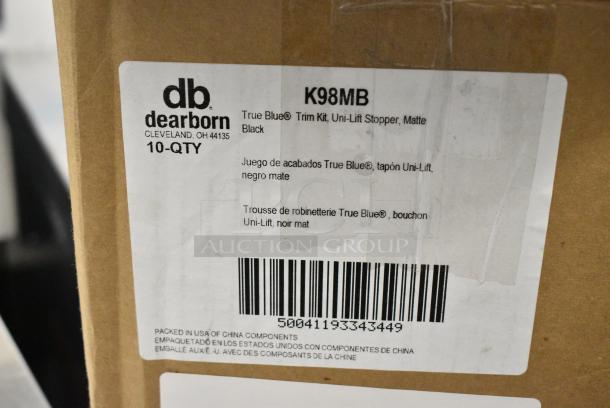 db
dearborn®
CLEVELAND, OH 44135
10-QTY
K98MB
True Blue® Trim Kit, Uni-Lift Stopper, Matte
Black
Juego de acabados True Blue®, tapón Uni-Lift,
negro mate
Trousse de robinetterie True Blue®, bouchon
Uni-Lift, noir mat
AUCTION GROUP
50041193343449
PACKED IN USA OF CHINA COMPONENTS
EMPAQUETADO EN LOS ESTADOS UNIDOS CON COMPONENTES DE CHINA
EMBALLÉ AUX É.-U. AVEC DES COMPOSANTS DE LA CHINE